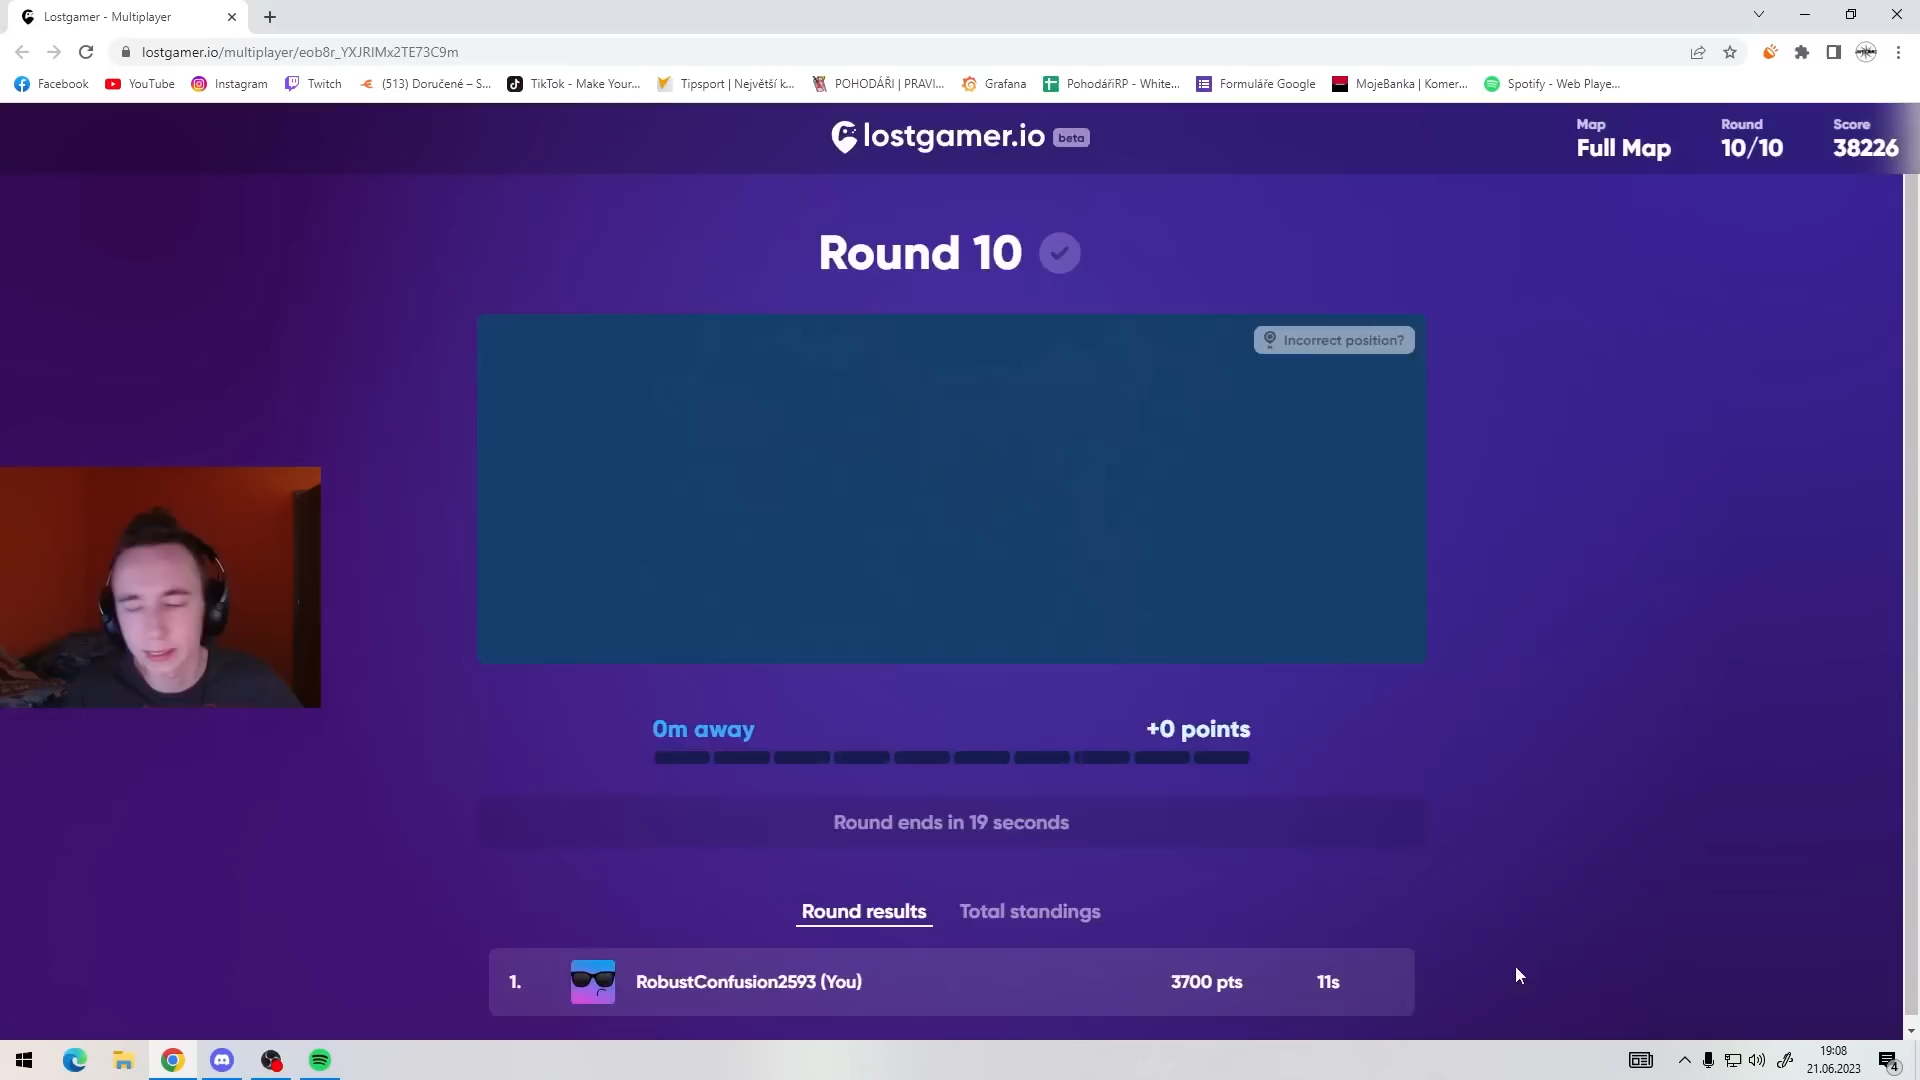 Lostgamer - Multiplayer
lostgamer.io/multiplayer/eob8r_YXJRIMx2TE73C9m
Facebook YouTube Instagram Twitch (513) Doručené – S... TikTok - Make Your... Tipsport | Největší k... POHODÁŘI | PRAVI... Grafana PohodářiRP - White... Formuláře Google MojeBanka | Komer... Spotify - Web Playe...
lostgamer.io beta
Map Round Score
Full Map 10/10 38226
Round 10
Incorrect position?
0m away +0 points
Round ends in 19 seconds
Round results Total standings
1. RobustConfusion2593 (You) 3700 pts 11s
19:08
21.06.2023
4